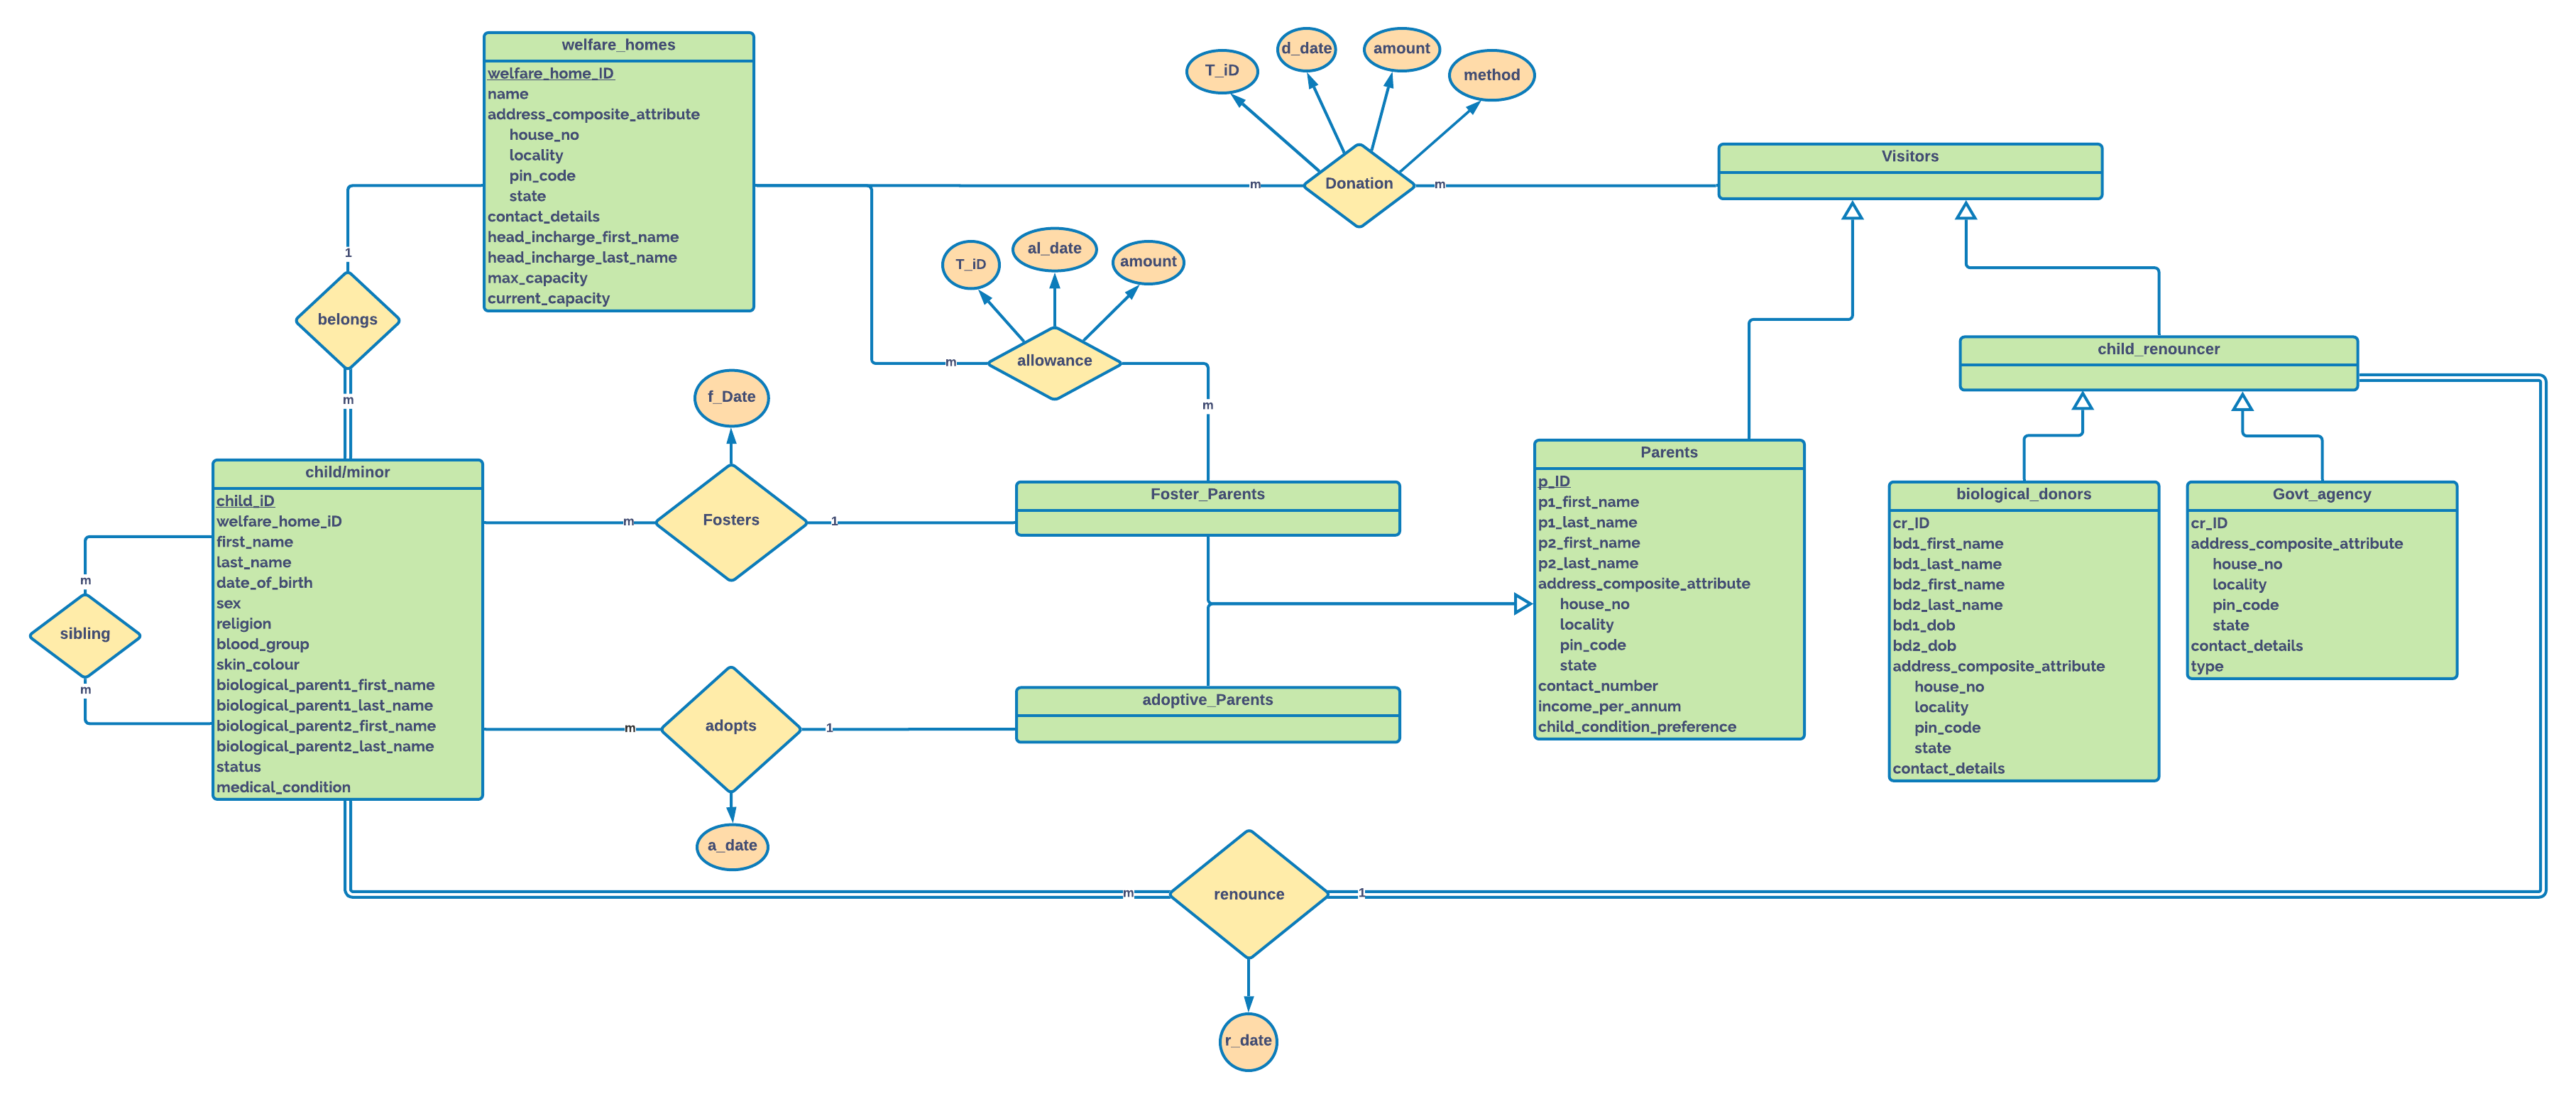 welfare_homes
welfare_home_ID
name
address_composite_attribute
house_no
locality
pin_code
state
contact_details
head_incharge_first_name
head_incharge_last_name
max_capacity
current_capacity
T_iD
d_date
amount
method
Donation
m
m
Visitors
1
belongs
m
T_iD
al_date
amount
allowance
m
m
child_renouncer
f_Date
Fosters
m
1
Foster_Parents
child/minor
child_iD
welfare_home_iD
first_name
last_name
date_of_birth
sex
religion
blood_group
skin_colour
biological_parent1_first_name
biological_parent1_last_name
biological_parent2_first_name
biological_parent2_last_name
status
medical_condition
m
sibling
m
Parents
p_ID
p1_first_name
p1_last_name
p2_first_name
p2_last_name
address_composite_attribute
house_no
locality
pin_code
state
contact_number
income_per_annum
child_condition_preference
biological_donors
cr_ID
bd1_first_name
bd1_last_name
bd2_first_name
bd2_last_name
bd1_dob
bd2_dob
address_composite_attribute
house_no
locality
pin_code
state
contact_details
Govt_agency
cr_ID
address_composite_attribute
house_no
locality
pin_code
state
contact_details
type
m
adopts
1
adoptive_Parents
a_date
m
renounce
1
r_date